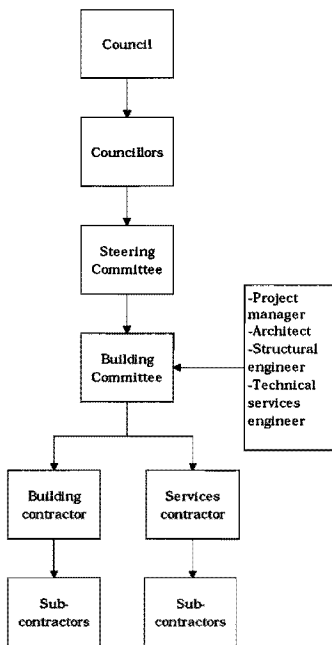 Council
Councillors
Steering
Committee
Building
Committee
-Project
manager
-Architect
-Structural
engineer
-Technical
services
engineer
Building
contractor
Services
contractor
Sub-
contractors
Sub-
contractors